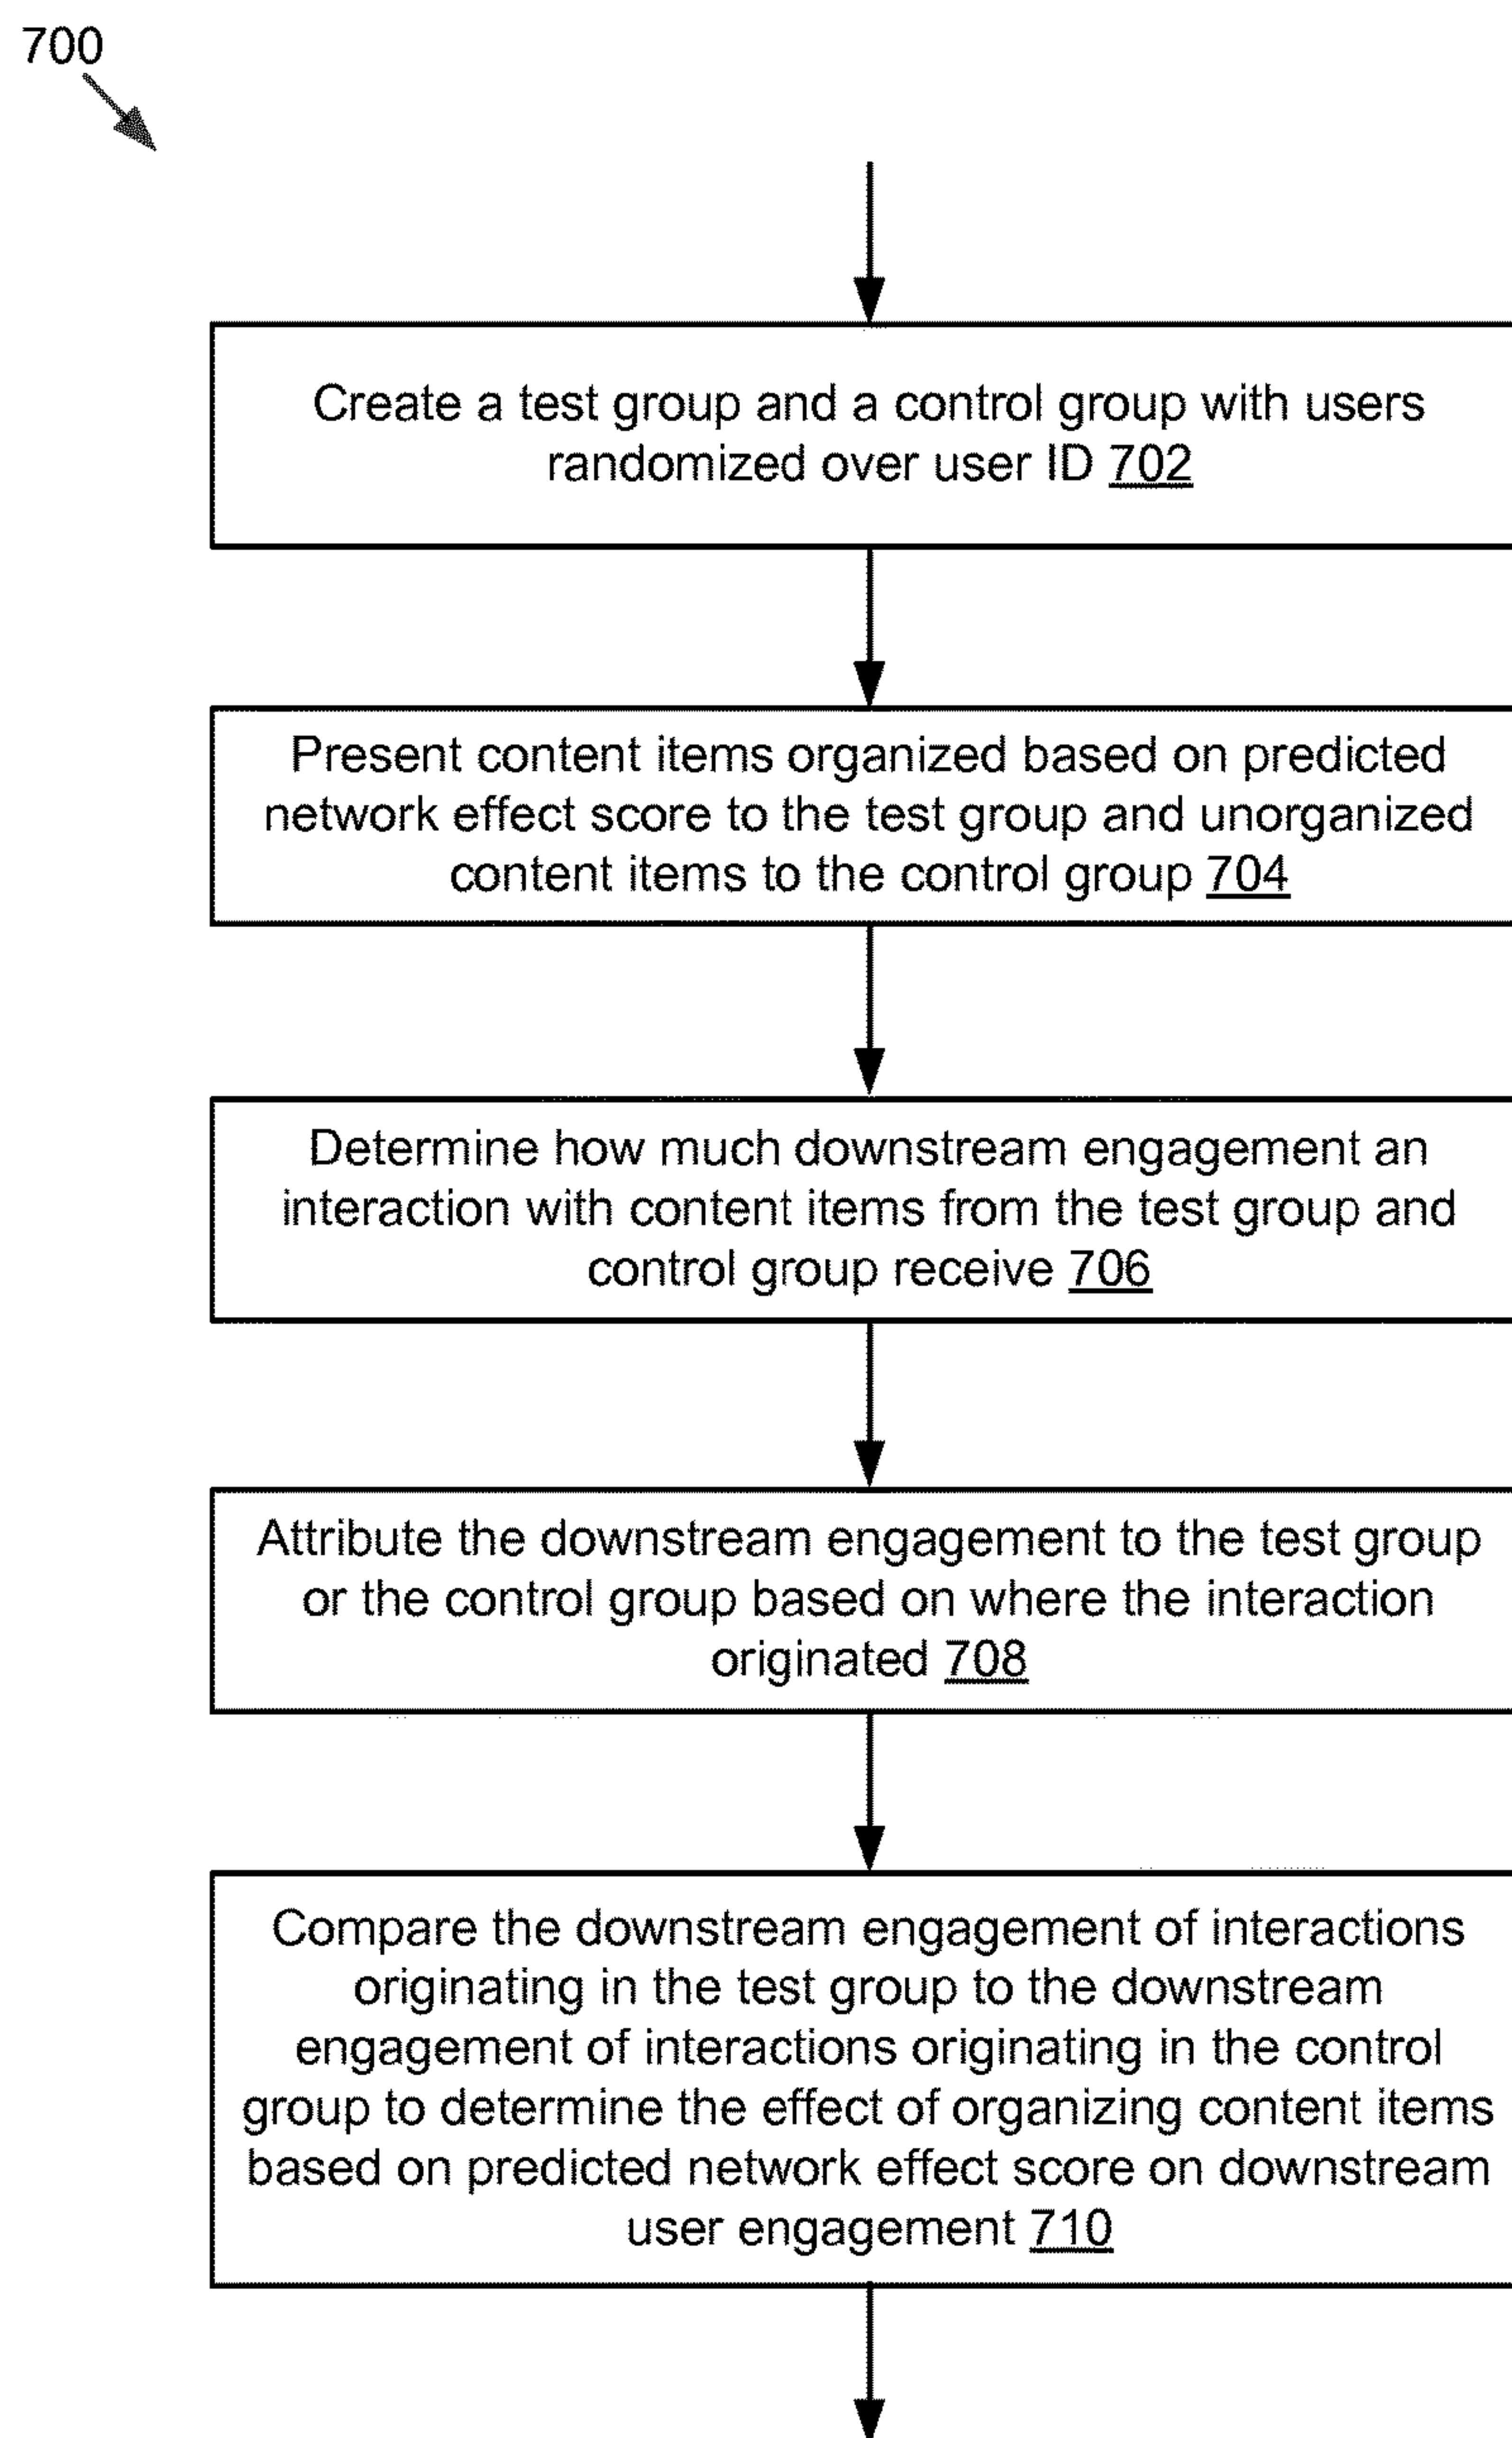 700
Create a test group and a control group with users
randomized over user ID 702
Present content items organized based on predicted
network effect score to the test group and unorganized
content items to the control group 704
Determine how much downstream engagement an
interaction with content items from the test group and
control group receive 706
Attribute the downstream engagement to the test group
or the control group based on where the interaction
originated 708
Compare the downstream engagement of interactions
originating in the test group to the downstream
engagement of interactions originating in the control
group to determine the effect of organizing content items
based on predicted network effect score on downstream
user engagement 710